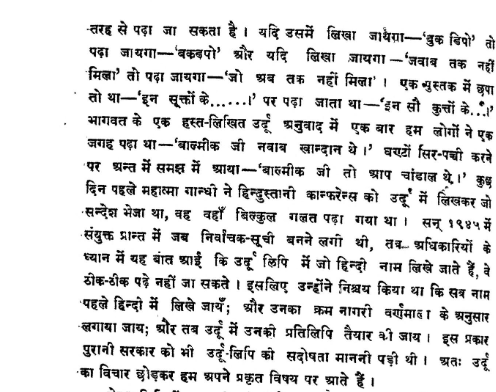 तरह से पढ़ा जा सकता है । यदि उसमें लिखा जायगा—'बुक डिपो' तो
पढ़ा जायगा—'बकडपो' और यदि लिखा जायगा—'जवाब तक नहीं
मिला' तो पढ़ा जायगा—'जो अब तक नहीं मिला' । एक पुस्तक में छपा
तो था—'इन सूक्तों के......।' पर पढ़ा जाता था—'इन सौ कुत्तों के...।'
भागवत के एक हस्त-लिखित उर्दू अनुवाद में एक बार हम लोगों ने एक
जगह पढ़ा था—'बाल्मीक जी नवाब खान्दान थे ।' घण्टों सिर-पच्ची करने
पर अन्त में समझ में आया—'बाल्मीक जी तो आप चांडाल थे ।' कुछ
दिन पहले महात्मा गान्धी ने हिन्दुस्तानी कान्फरेन्स को उर्दू में लिखकर जो
सन्देश भेजा था, वह वहाँ बिल्कुल गलत पढ़ा गया था । सन् १९४५ में
संयुक्त प्रान्त में जब निर्वाचक-सूची बनने लगी थी, तब अधिकारियों के
ध्यान में यह बात आई कि उर्दू लिपि में जो हिन्दी नाम लिखे जाते हैं, वे
ठीक-ठीक पढ़े नहीं जा सकते । इसलिए उन्होंने निश्चय किया था कि सब नाम
पहले हिन्दी में लिखे जायँ; और उनका क्रम नागरी वर्णमाला के अनुसार
लगाया जाय; और तब उर्दू में उनकी प्रतिलिपि तैयार की जाय । इस प्रकार
पुरानी सरकार को भी उर्दू-लिपि की सदोषता माननी पड़ी थी । अतः उर्दू
का विचार छोड़कर हम अपने प्रकृत विषय पर आते हैं ।